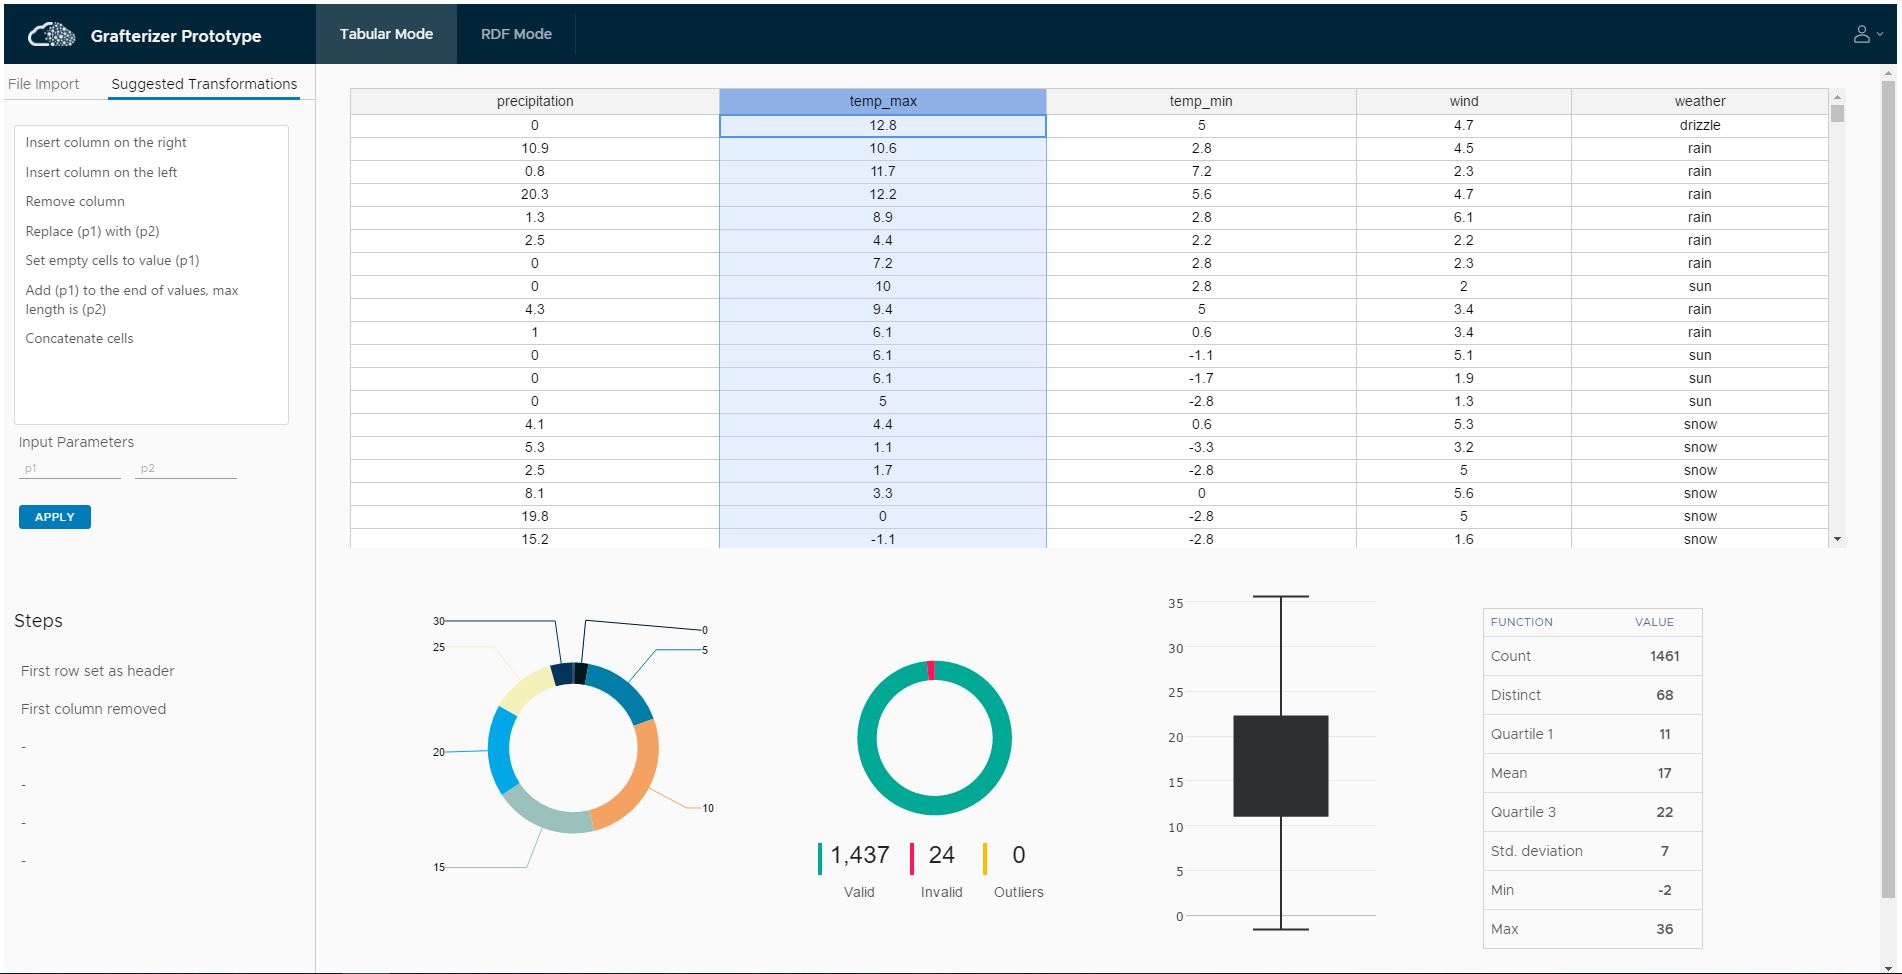 Grafterizer Prototype
Tabular Mode
RDF Mode
File Import
Suggested Transformations
Insert column on the right
Insert column on the left
Remove column
Replace (p1) with (p2)
Set empty cells to value (p1)
Add (p1) to the end of values, max
length is (p2)
Concatenate cells
Input Parameters
p1 p2
APPLY
Steps
First row set as header
First column removed
-
-
-
-
precipitation temp_max temp_min wind weather
0 12.8 5 4.7 drizzle
10.9 10.6 2.8 4.5 rain
0.8 11.7 7.2 2.3 rain
20.3 12.2 5.6 4.7 rain
1.3 8.9 2.8 6.1 rain
2.5 4.4 2.2 2.2 rain
0 7.2 2.8 2.3 rain
0 10 2.8 2 sun
4.3 9.4 5 3.4 rain
1 6.1 0.6 3.4 rain
0 6.1 -1.1 5.1 sun
0 6.1 -1.7 1.9 sun
0 5 -2.8 1.3 sun
4.1 4.4 0.6 5.3 snow
5.3 1.1 -3.3 3.2 snow
2.5 1.7 -2.8 5 snow
8.1 3.3 0 5.6 snow
19.8 0 -2.8 5 snow
15.2 -1.1 -2.8 1.6 snow
30
0
25
5
20
10
15
1,437 24 0
Valid Invalid Outliers
35
30
25
20
15
10
5
0
FUNCTION VALUE
Count 1461
Distinct 68
Quartile 1 11
Mean 17
Quartile 3 22
Std. deviation 7
Min -2
Max 36